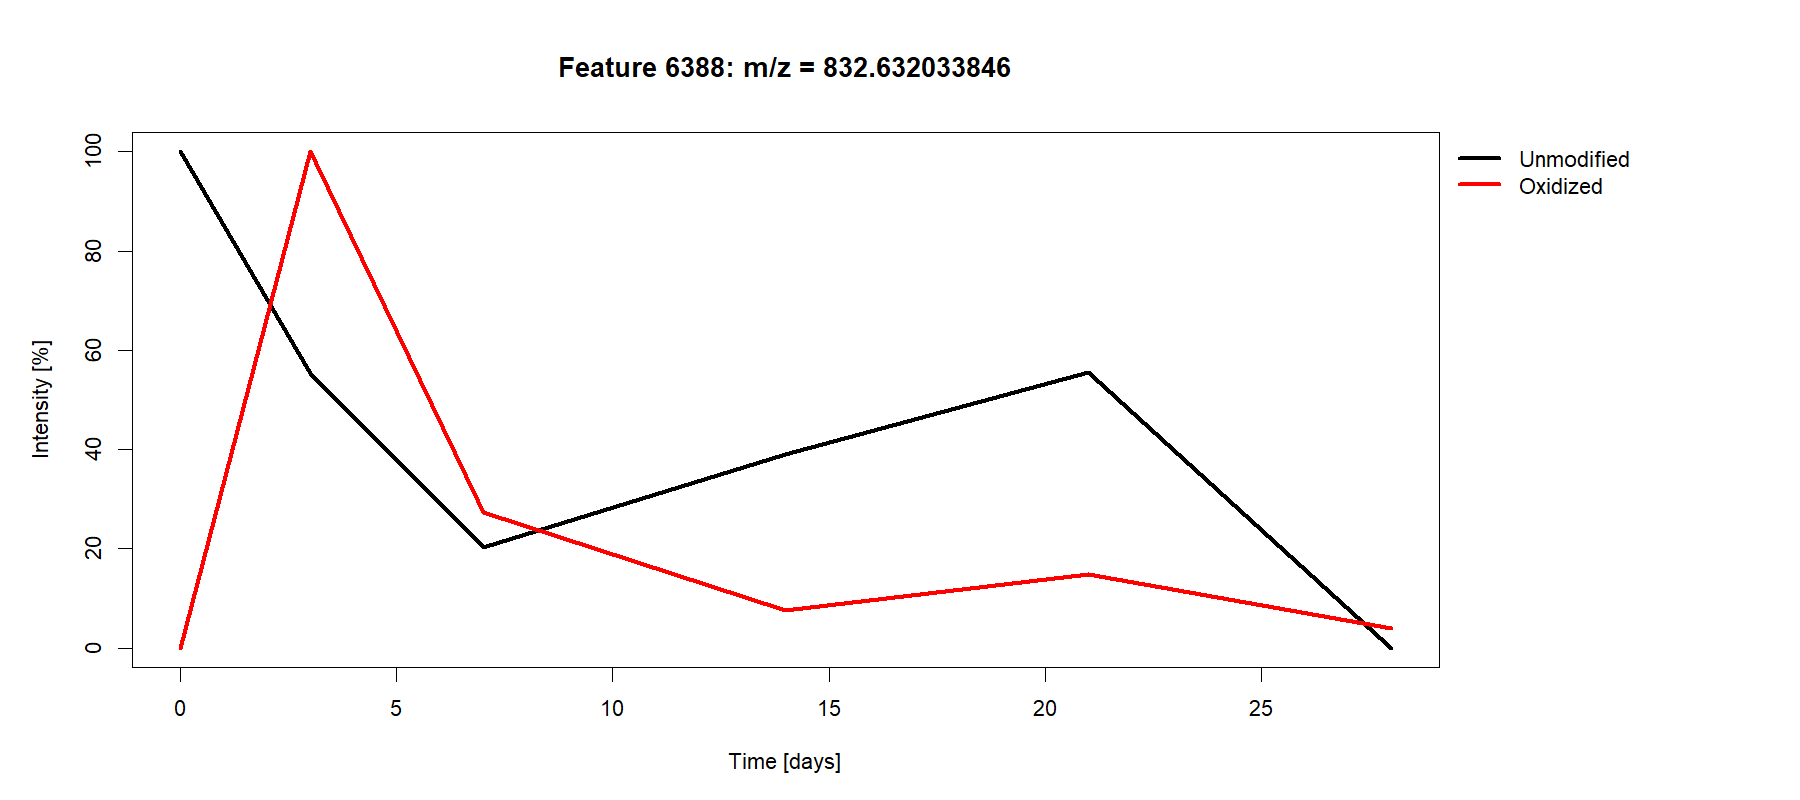 Feature 6388: m/z = 832.632033846
Unmodified
Oxidized
Intensity [%]
100
80
60
40
20
0
0 5 10 15 20 25
Time [days]